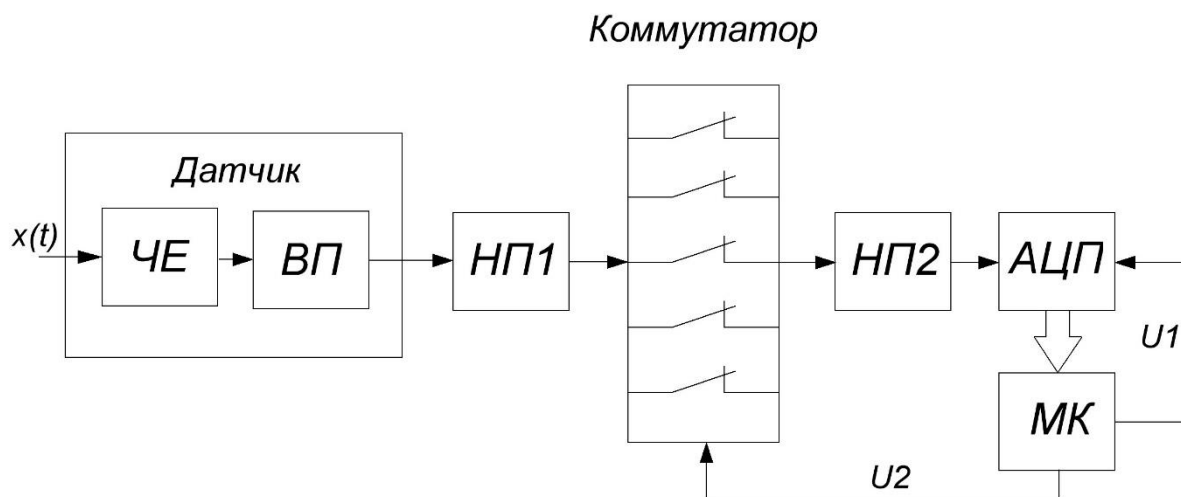 Коммутатор
Датчик
x(t)
ЧЕ
ВП
НП1
НП2
АЦП
U1
МК
U2